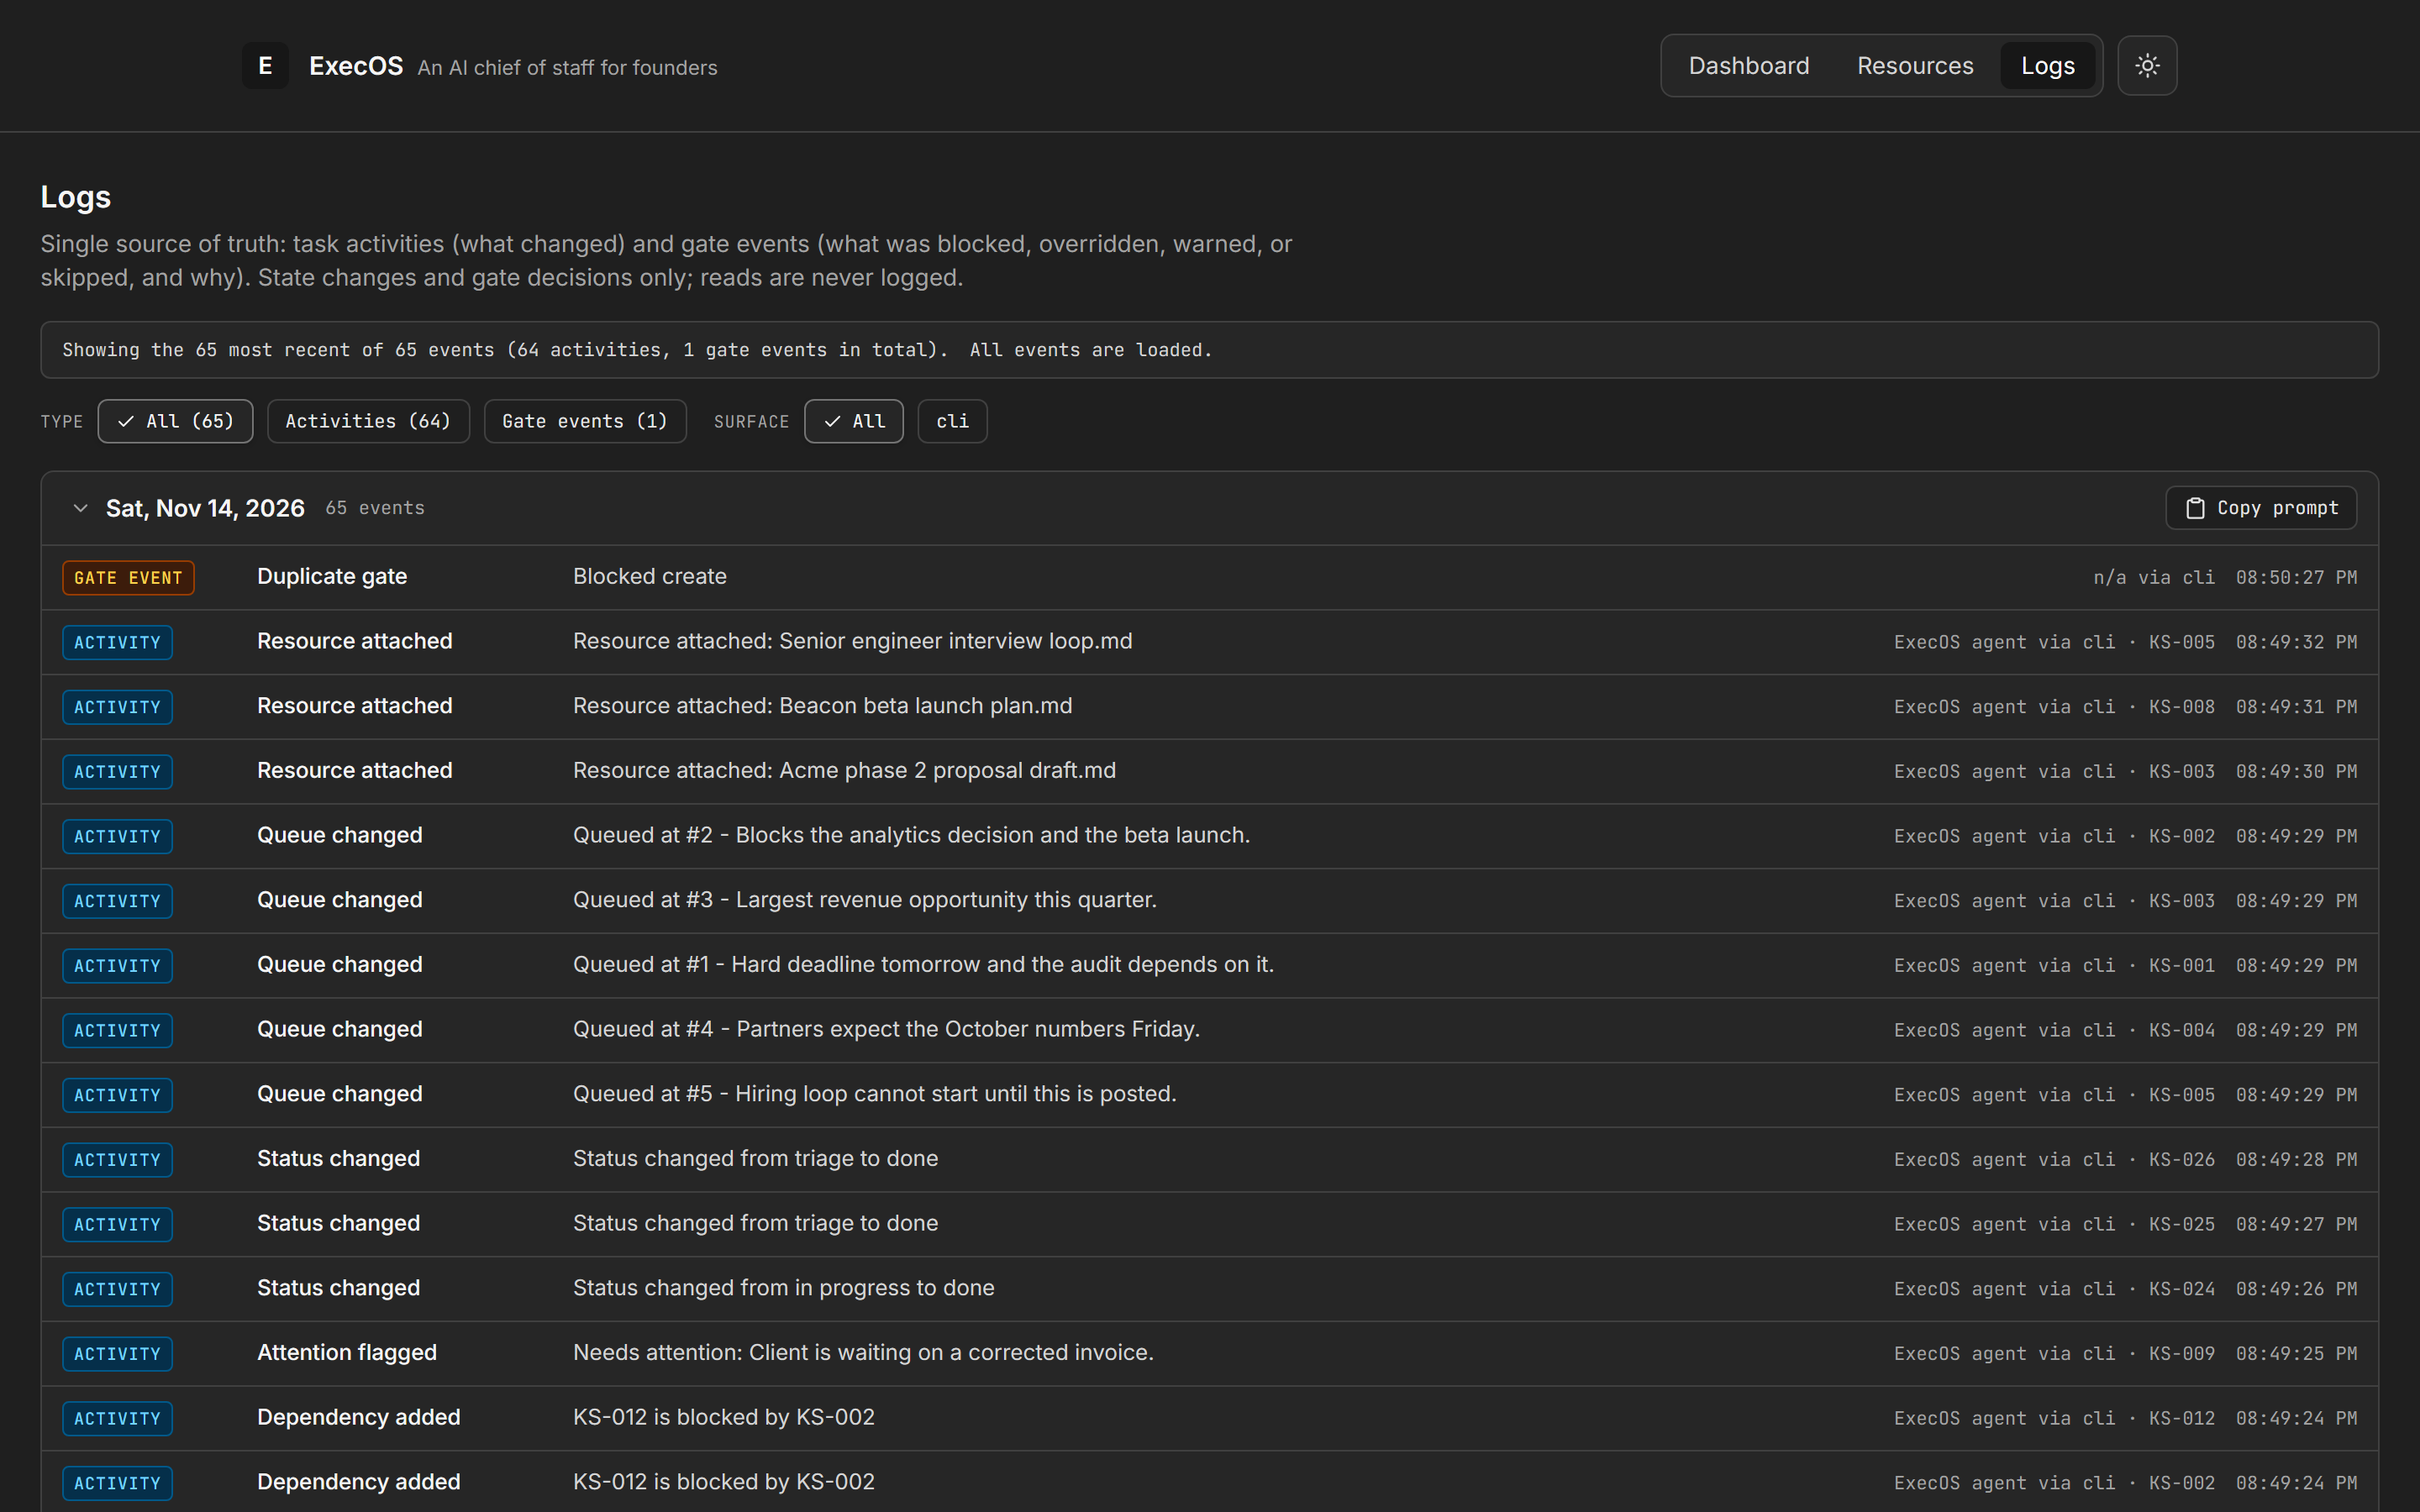 E ExecOS An AI chief of staff for founders
Dashboard Resources Logs
Logs
Single source of truth: task activities (what changed) and gate events (what was blocked, overridden, warned, or
skipped, and why). State changes and gate decisions only; reads are never logged.
Showing the 65 most recent of 65 events (64 activities, 1 gate events in total). All events are loaded.
TYPE All (65) Activities (64) Gate events (1) SURFACE All cli
Sat, Nov 14, 2026 65 events Copy prompt
GATE EVENT Duplicate gate Blocked create n/a via cli 08:50:27 PM
ACTIVITY Resource attached Resource attached: Senior engineer interview loop.md ExecOS agent via cli · KS-005 08:49:32 PM
ACTIVITY Resource attached Resource attached: Beacon beta launch plan.md ExecOS agent via cli · KS-008 08:49:31 PM
ACTIVITY Resource attached Resource attached: Acme phase 2 proposal draft.md ExecOS agent via cli · KS-003 08:49:30 PM
ACTIVITY Queue changed Queued at #2 - Blocks the analytics decision and the beta launch. ExecOS agent via cli · KS-002 08:49:29 PM
ACTIVITY Queue changed Queued at #3 - Largest revenue opportunity this quarter. ExecOS agent via cli · KS-003 08:49:29 PM
ACTIVITY Queue changed Queued at #1 - Hard deadline tomorrow and the audit depends on it. ExecOS agent via cli · KS-001 08:49:29 PM
ACTIVITY Queue changed Queued at #4 - Partners expect the October numbers Friday. ExecOS agent via cli · KS-004 08:49:29 PM
ACTIVITY Queue changed Queued at #5 - Hiring loop cannot start until this is posted. ExecOS agent via cli · KS-005 08:49:29 PM
ACTIVITY Status changed Status changed from triage to done ExecOS agent via cli · KS-026 08:49:28 PM
ACTIVITY Status changed Status changed from triage to done ExecOS agent via cli · KS-025 08:49:27 PM
ACTIVITY Status changed Status changed from in progress to done ExecOS agent via cli · KS-024 08:49:26 PM
ACTIVITY Attention flagged Needs attention: Client is waiting on a corrected invoice. ExecOS agent via cli · KS-009 08:49:25 PM
ACTIVITY Dependency added KS-012 is blocked by KS-002 ExecOS agent via cli · KS-012 08:49:24 PM
ACTIVITY Dependency added KS-012 is blocked by KS-002 ExecOS agent via cli · KS-002 08:49:24 PM